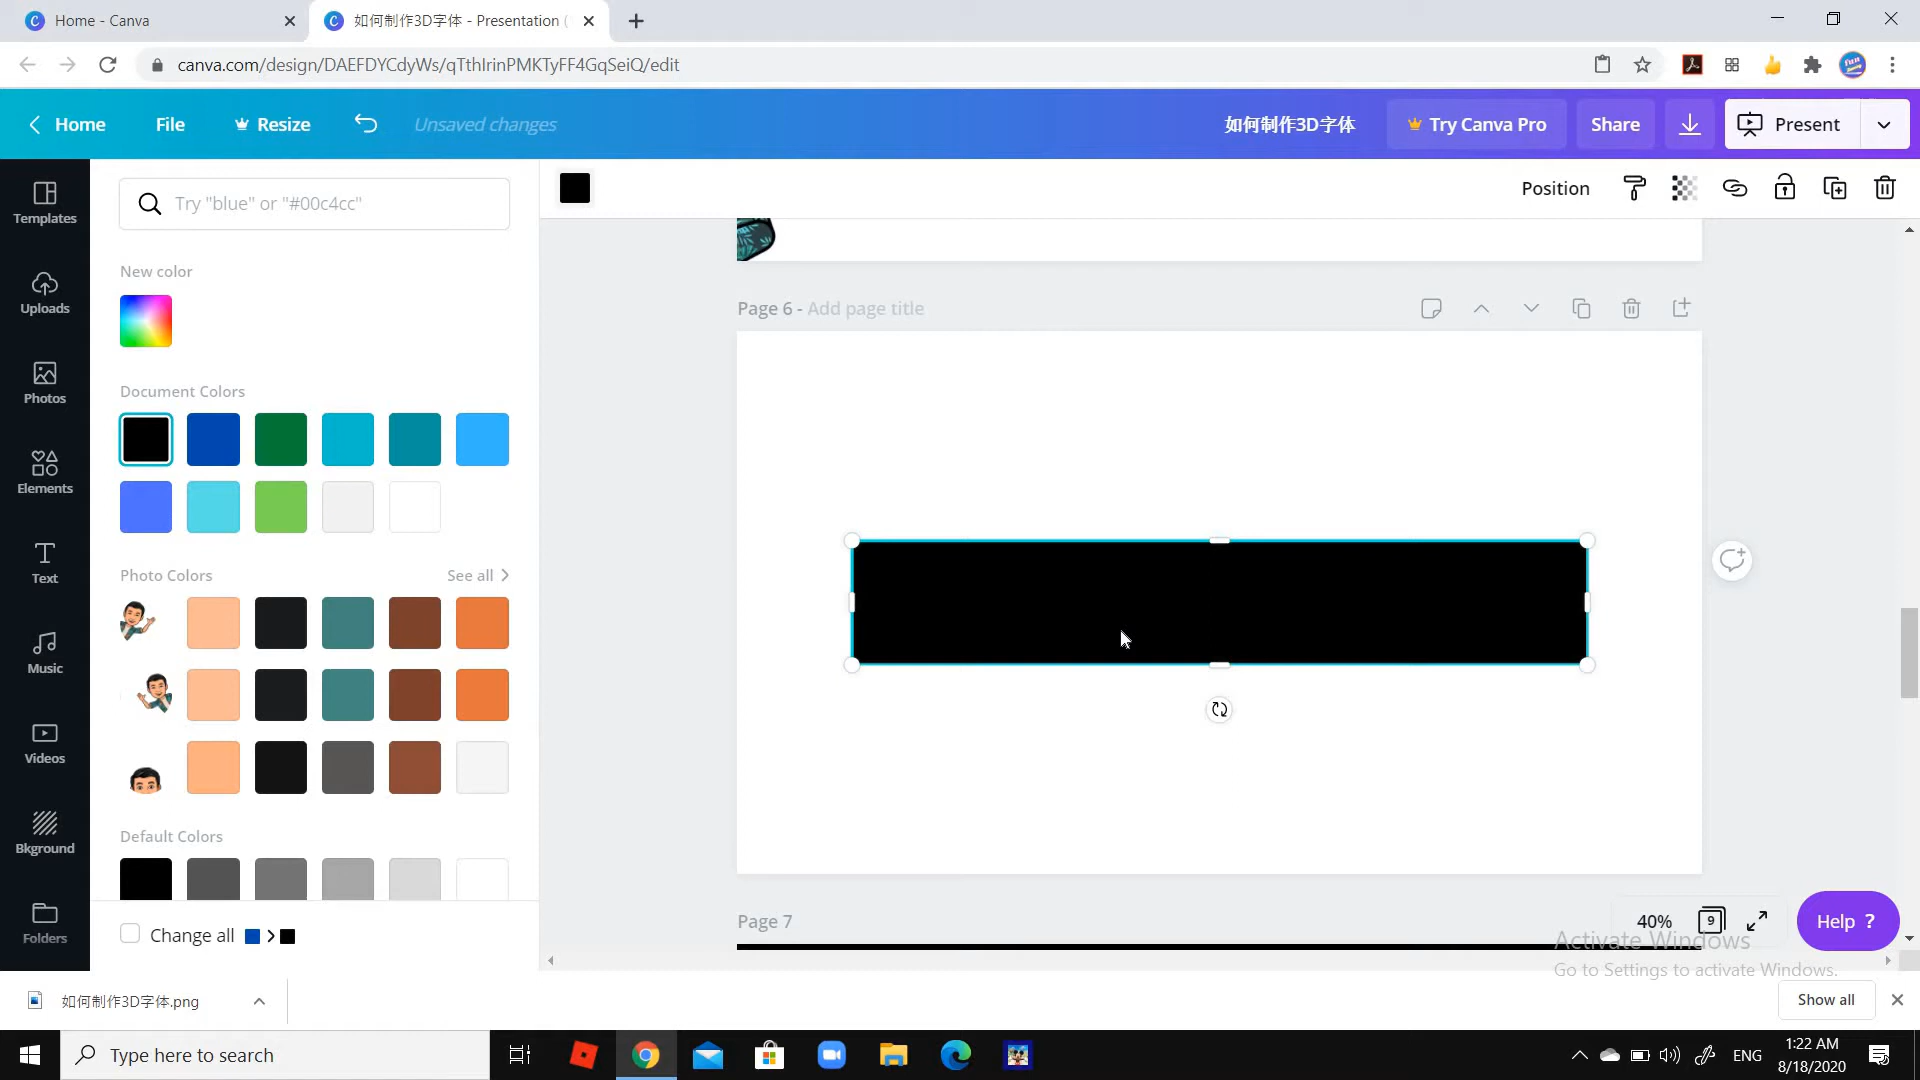 Home - Canva
如何制作3D字体 - Presentation (
canva.com/design/DAEFDYCdyWs/qTthIrinPMKTyFF4GqSeiQ/edit
Home File Resize Unsaved changes 如何制作3D字体 Try Canva Pro Share Present
Templates
Uploads
Photos
Elements
Text
Music
Videos
Bkground
Folders
Try "blue" or "#00c4cc"
New color
Document Colors
Photo Colors See all
Default Colors
Change all
Position
Page 6 - Add page title
Page 7
40% 9 Help ?
Activate Windows
Go to Settings to activate Windows.
如何制作3D字体.png
Show all
Type here to search
ENG
1:22 AM
8/18/2020